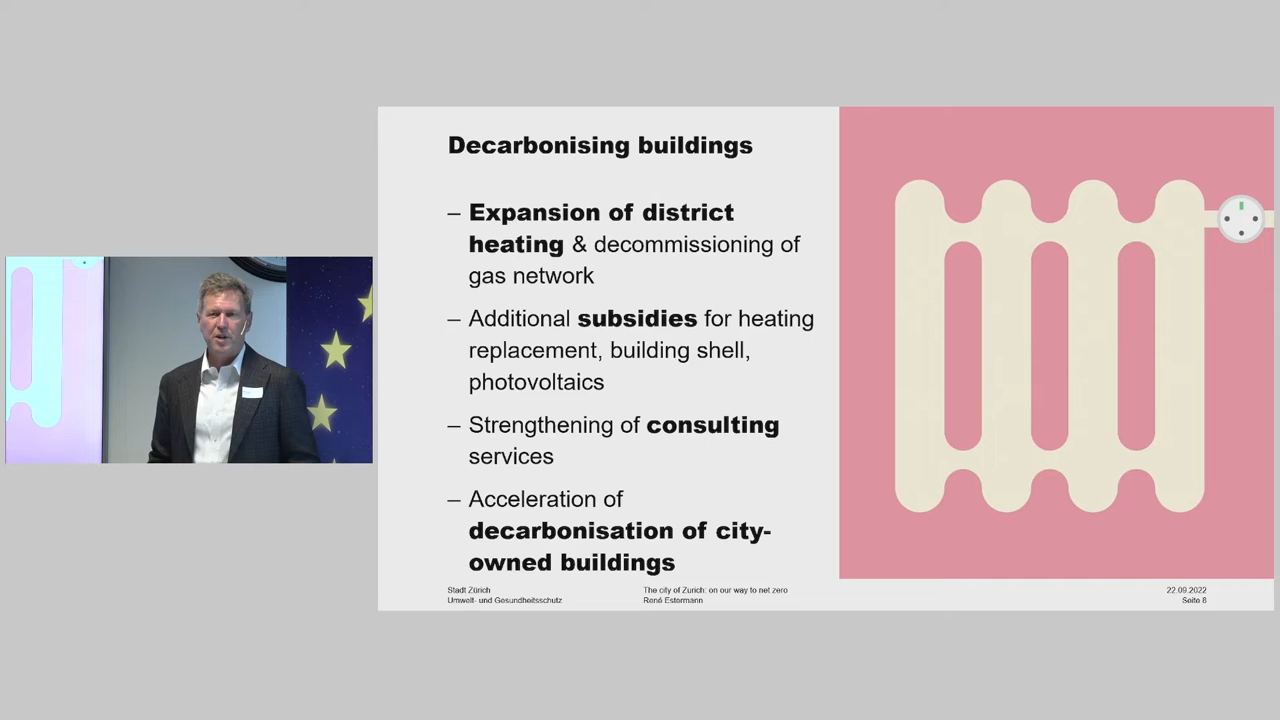 Decarbonising buildings
– Expansion of district
heating & decommissioning of
gas network
– Additional subsidies for heating
replacement, building shell,
photovoltaics
– Strengthening of consulting
services
– Acceleration of
decarbonisation of city-
owned buildings
Stadt Zürich
Umwelt- und Gesundheitsschutz
The city of Zurich: on our way to net zero
René Estermann
22.09.2022
Seite 6